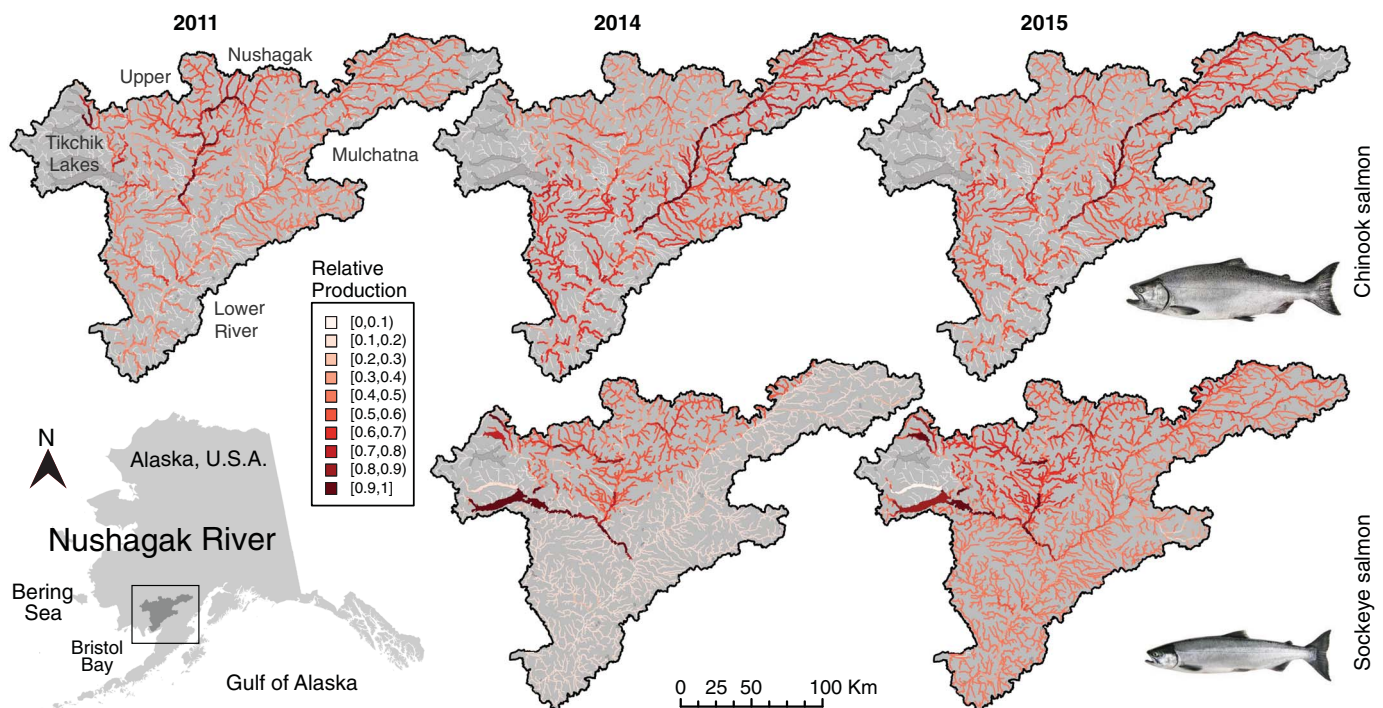 2011
2014
2015
Nushagak
Upper
Tikchik
Lakes
Mulchatna
Lower
River
Chinook salmon
Relative
Production
[0,0.1)
[0.1,0.2)
[0.2,0.3)
[0.3,0.4)
[0.4,0.5)
[0.5,0.6)
[0.6,0.7)
[0.7,0.8)
[0.8,0.9)
[0.9,1]
N
Alaska, U.S.A.
Nushagak River
Bering
Sea
Bristol
Bay
Gulf of Alaska
0 25 50 100 Km
Sockeye salmon